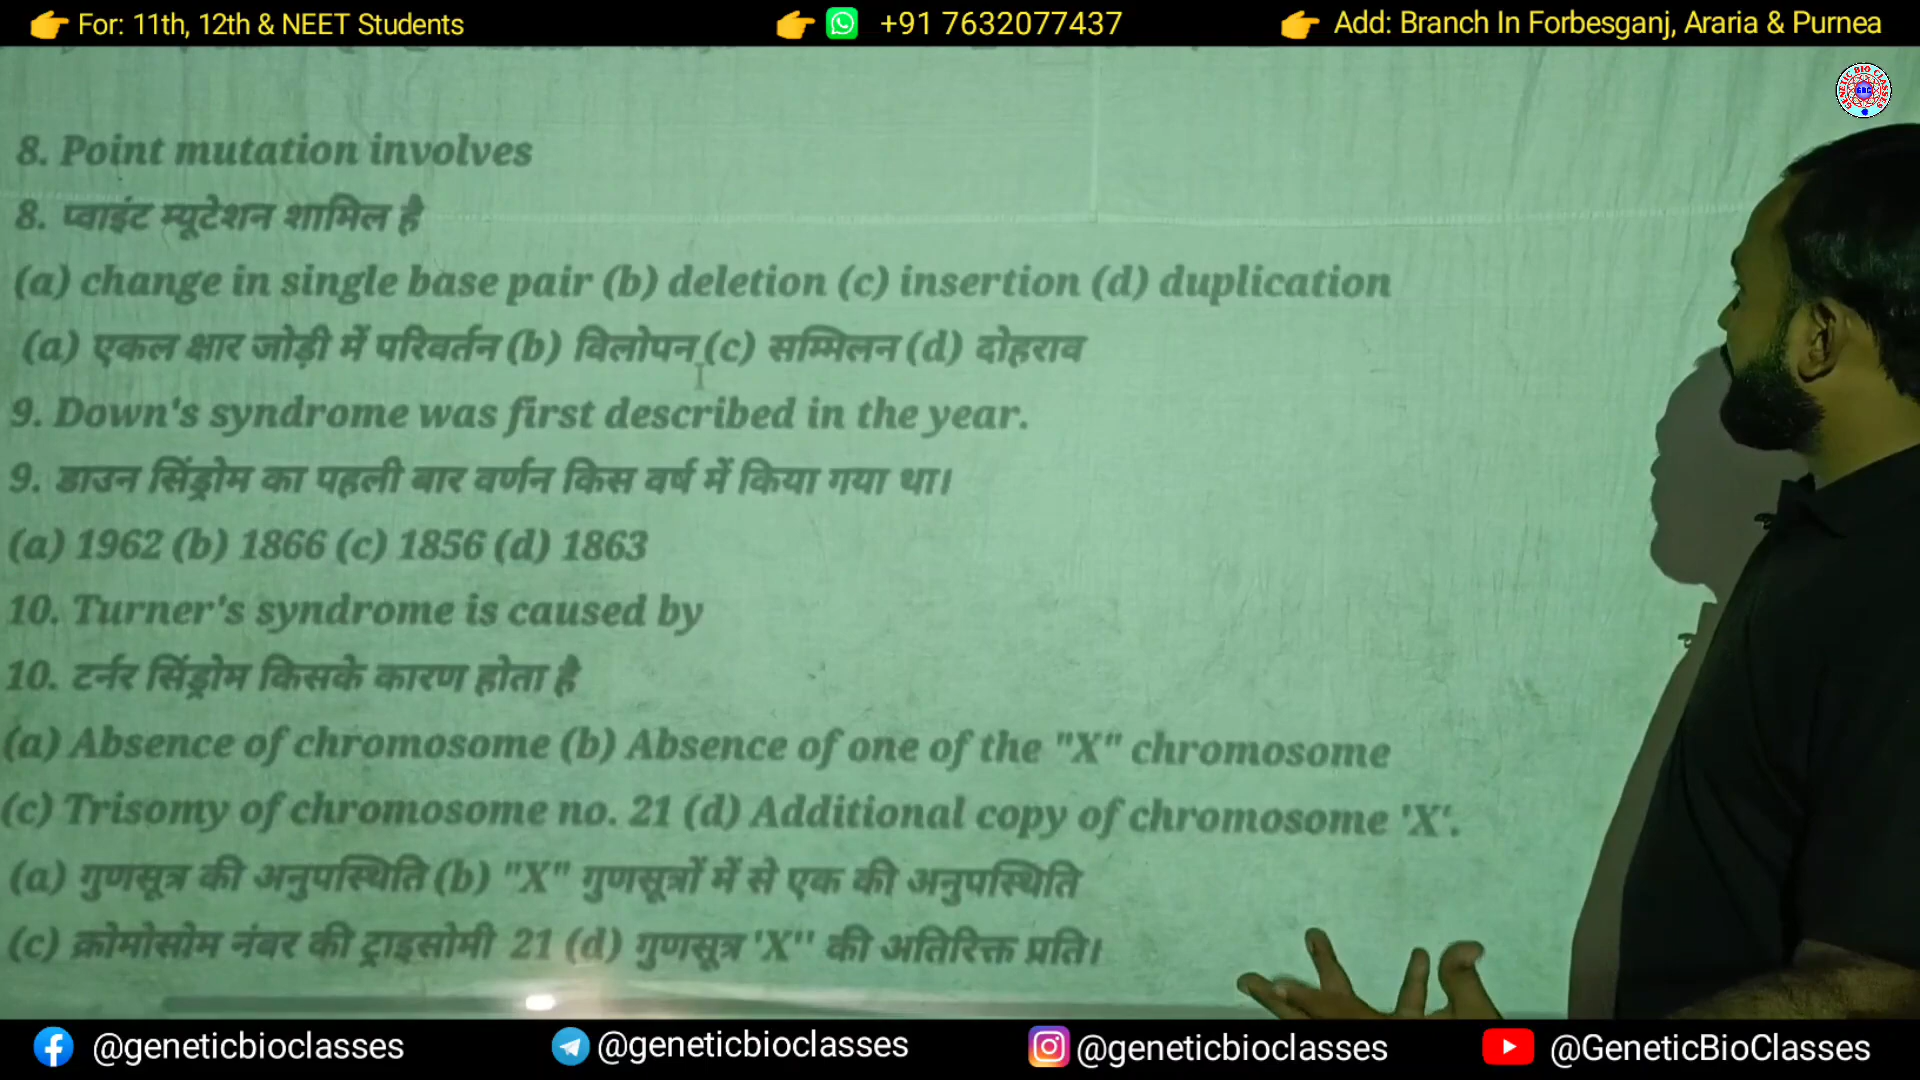 👉 For: 11th, 12th & NEET Students 👉 +91 7632077437 👉 Add: Branch In Forbesganj, Araria & Purnea
GENETIC BIO CLASSES
GBC
8. Point mutation involves
8. प्वाइंट म्यूटेशन शामिल है
(a) change in single base pair (b) deletion (c) insertion (d) duplication
(a) एकल क्षार जोड़ी में परिवर्तन (b) विलोपन (c) सम्मिलन (d) दोहराव
9. Down's syndrome was first described in the year.
9. डाउन सिंड्रोम का पहली बार वर्णन किस वर्ष में किया गया था।
(a) 1962 (b) 1866 (c) 1856 (d) 1863
10. Turner's syndrome is caused by
10. टर्नर सिंड्रोम किसके कारण होता है
(a) Absence of chromosome (b) Absence of one of the "X" chromosome
(c) Trisomy of chromosome no. 21 (d) Additional copy of chromosome 'X'.
(a) गुणसूत्र की अनुपस्थिति (b) "X" गुणसूत्रों में से एक की अनुपस्थिति
(c) क्रोमोसोम नंबर की ट्राइसोमी 21 (d) गुणसूत्र 'X'' की अतिरिक्त प्रति।
@geneticbioclasses @geneticbioclasses @geneticbioclasses @GeneticBioClasses